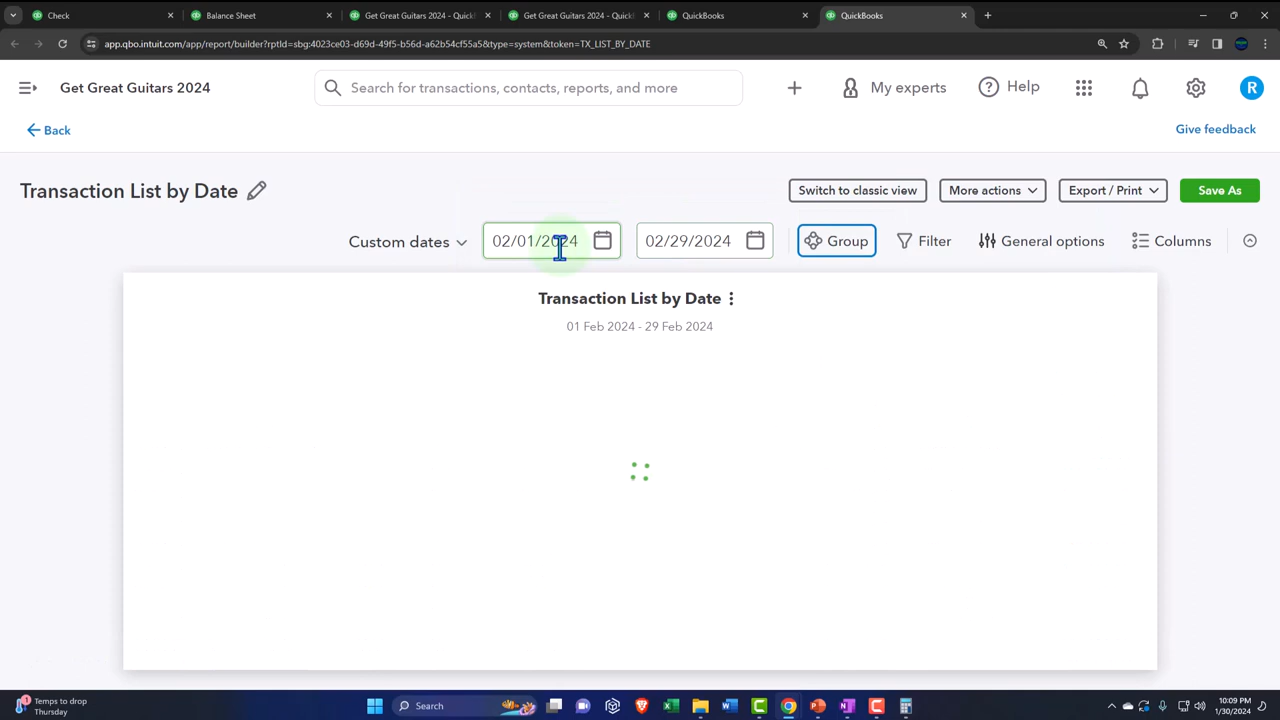 Check
Balance Sheet
Get Great Guitars 2024 - Quick
Get Great Guitars 2024 - Quick
QuickBooks
QuickBooks
app.qbo.intuit.com/app/report/builder?rptId=sbg:4023ce03-d69d-49f5-b56d-a62b54cf55a5&type=system&token=TX_LIST_BY_DATE
Get Great Guitars 2024
Search for transactions, contacts, reports, and more
My experts
Help
R
Back
Give feedback
Transaction List by Date
Switch to classic view
More actions
Export / Print
Save As
Custom dates
02/01/2024
02/29/2024
Group
Filter
General options
Columns
Transaction List by Date
01 Feb 2024 - 29 Feb 2024
Temps to drop
Thursday
Search
10:09 PM
1/30/2024